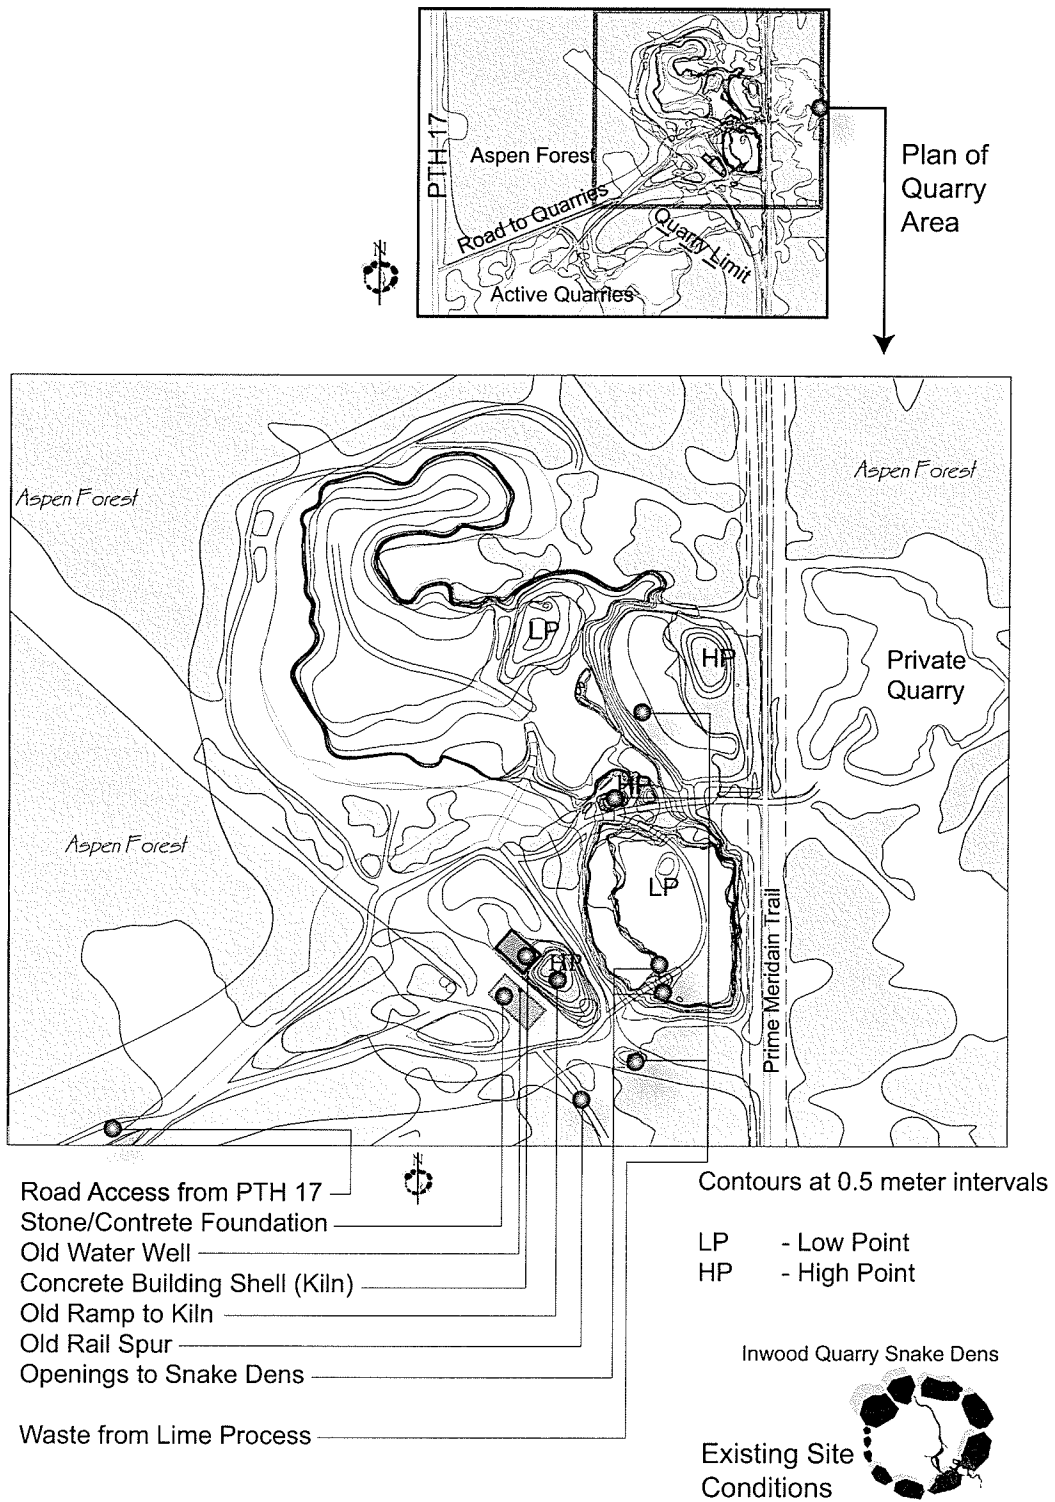 PTH 17
Aspen Forest
Road to Quarries
Quarry Limit
Active Quarries
N
Plan of
Quarry
Area
Aspen Forest
Aspen Forest
LP
HP
Private
Quarry
HP
Aspen Forest
LP
HP
Prime Meridain Trail
N
Road Access from PTH 17
Stone/Contrete Foundation
Old Water Well
Concrete Building Shell (Kiln)
Old Ramp to Kiln
Old Rail Spur
Openings to Snake Dens
Waste from Lime Process
Contours at 0.5 meter intervals
LP - Low Point
HP - High Point
Inwood Quarry Snake Dens
Existing Site
Conditions